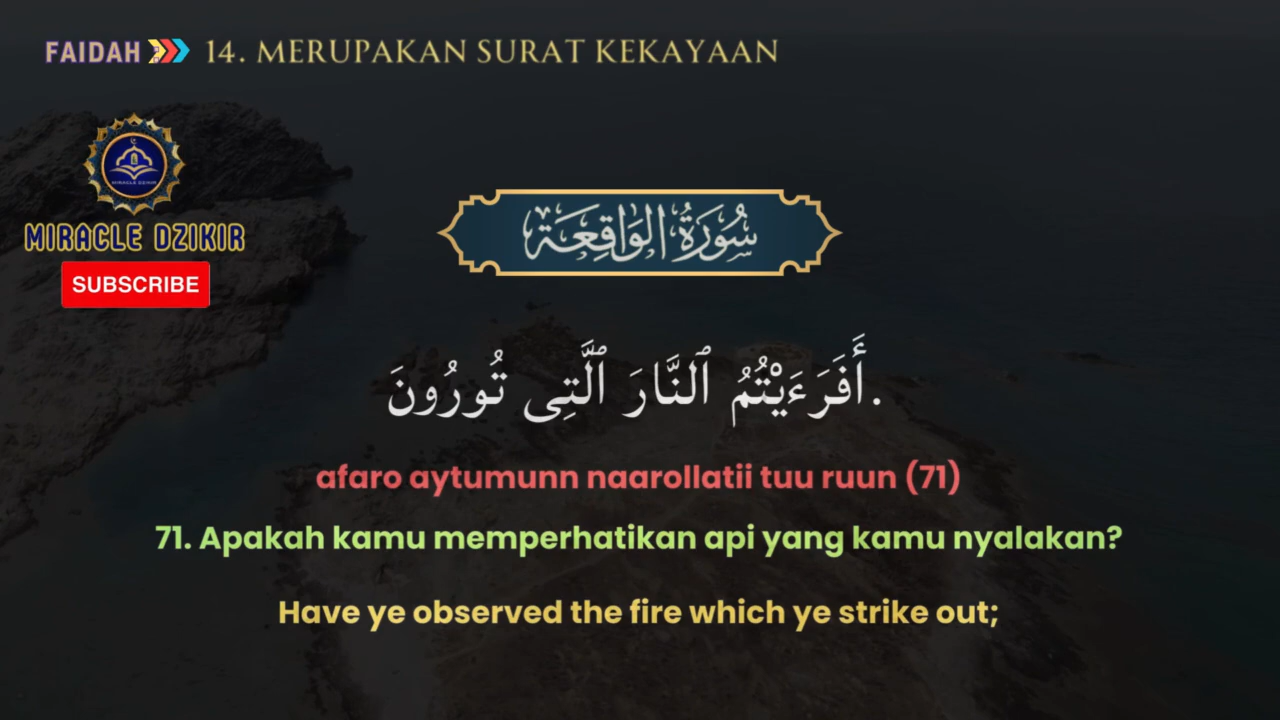 FAIDAH 14. MERUPAKAN SURAT KEKAYAAN
MIRACLE DZIKIR
MIRACLE DZIKIR
SUBSCRIBE
سُورَةُ الوَاقِعَة
أَفَرَءَيْتُمُ ٱلنَّارَ ٱلَّتِى تُورُونَ.
afaro aytumunn naarollatii tuu ruun (71)
71. Apakah kamu memperhatikan api yang kamu nyalakan?
Have ye observed the fire which ye strike out;